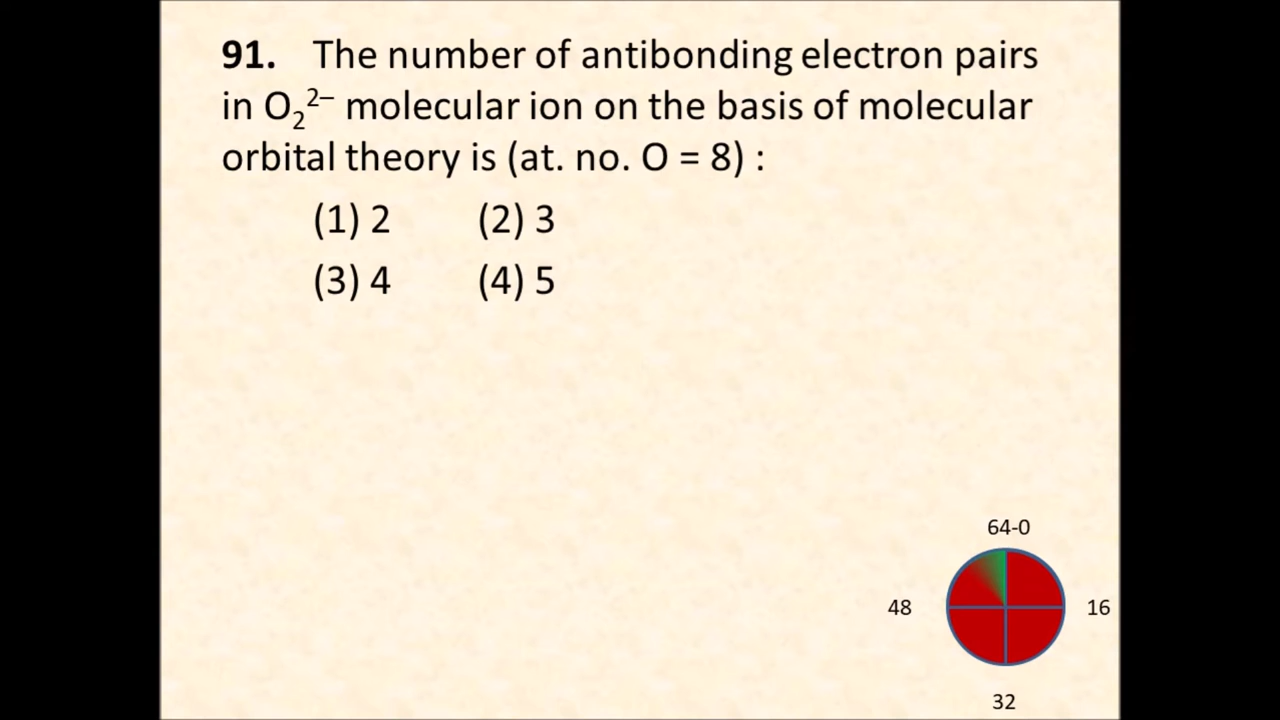 91. The number of antibonding electron pairs
in O₂²⁻ molecular ion on the basis of molecular
orbital theory is (at. no. O = 8) :
(1) 2 (2) 3
(3) 4 (4) 5
64-0
48 16
32